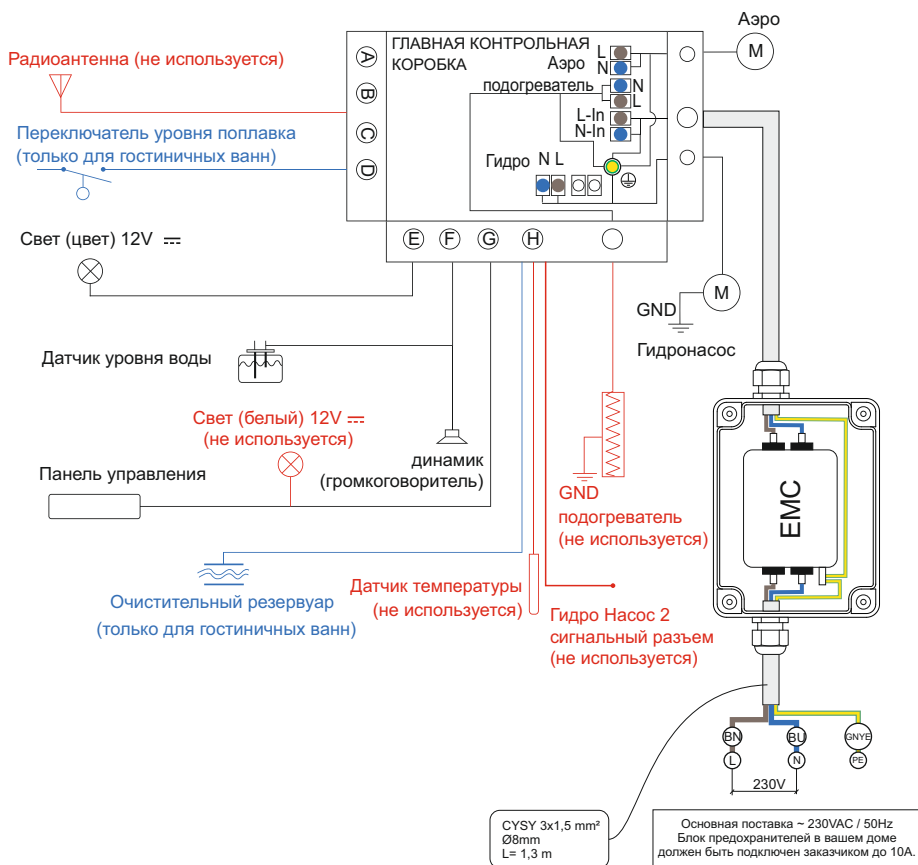 Аэро
M
ГЛАВНАЯ КОНТРОЛЬНАЯ
КОРОБКА
L
Аэро
N
подогреватель
N
L
L-In
N-In
Гидро N L
A
B
C
D
Радиоантенна (не используется)
Переключатель уровня поплавка
(только для гостиничных ванн)
E
F
G
H
Свет (цвет) 12V
M
GND
Гидронасос
Датчик уровня воды
Свет (белый) 12V
(не используется)
динамик
(громкоговоритель)
Панель управления
GND
подогреватель
(не используется)
EMC
Очистительный резервуар
(только для гостиничных ванн)
Датчик температуры
(не используется)
Гидро Насос 2
сигнальный разъем
(не используется)
BN
BU
GNYE
L
N
PE
230V
CYSY 3x1,5 mm²
Ø8mm
L= 1,3 m
Основная поставка ~ 230VAC / 50Hz
Блок предохранителей в вашем доме
должен быть подключен заказчиком до 10A.